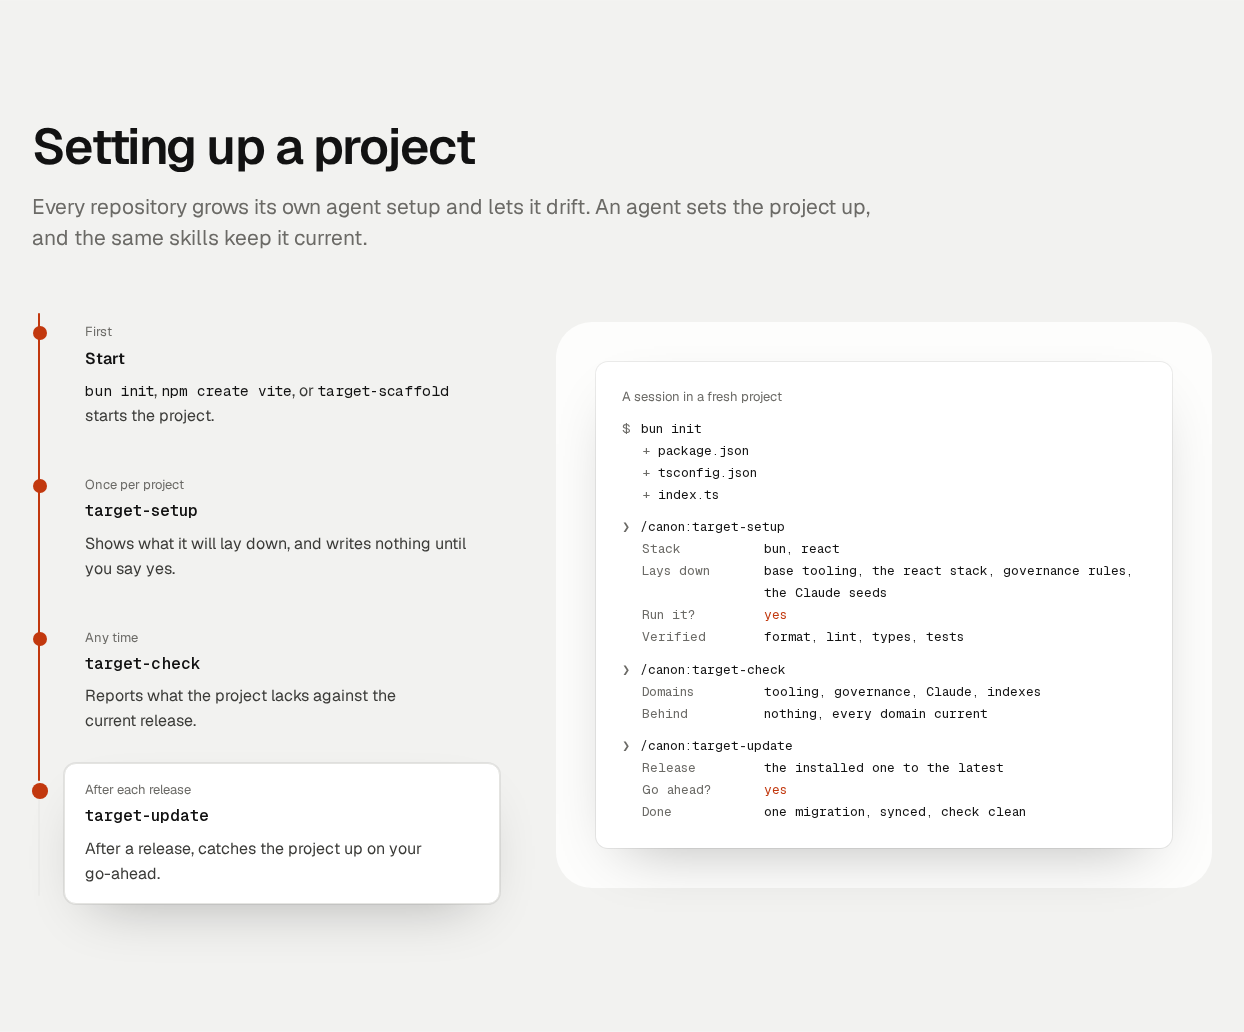 Setting up a project
Every repository grows its own agent setup and lets it drift. An agent sets the project up,
and the same skills keep it current.
First
Start
bun init, npm create vite, or target-scaffold
starts the project.
Once per project
target-setup
Shows what it will lay down, and writes nothing until
you say yes.
Any time
target-check
Reports what the project lacks against the
current release.
After each release
target-update
After a release, catches the project up on your
go-ahead.
A session in a fresh project
$ bun init
+ package.json
+ tsconfig.json
+ index.ts
❯ /canon:target-setup
Stack bun, react
Lays down base tooling, the react stack, governance rules,
the Claude seeds
Run it? yes
Verified format, lint, types, tests
❯ /canon:target-check
Domains tooling, governance, Claude, indexes
Behind nothing, every domain current
❯ /canon:target-update
Release the installed one to the latest
Go ahead? yes
Done one migration, synced, check clean